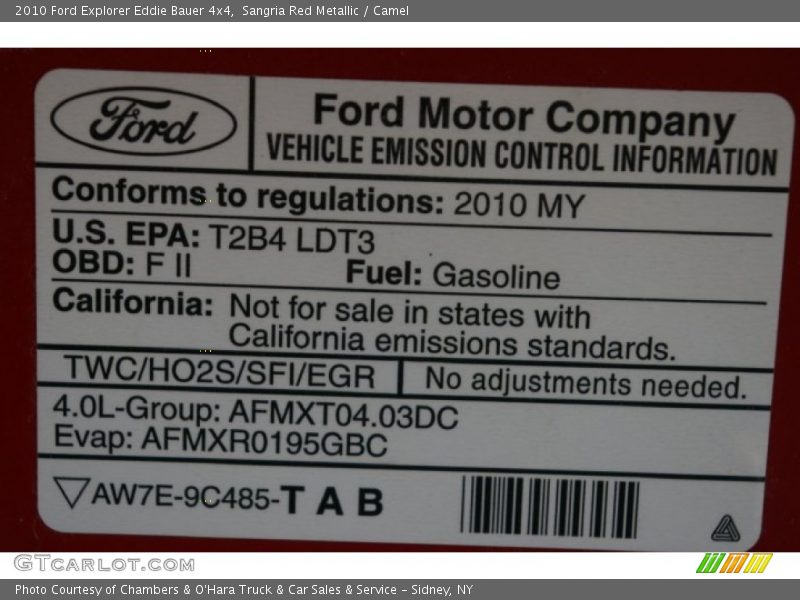 2010 Ford Explorer Eddie Bauer 4x4, Sangria Red Metallic / Camel
Ford
Ford Motor Company
VEHICLE EMISSION CONTROL INFORMATION
Conforms to regulations: 2010 MY
U.S. EPA: T2B4 LDT3
OBD: F II Fuel: Gasoline
California: Not for sale in states with
California emissions standards.
TWC/HO2S/SFI/EGR No adjustments needed.
4.0L-Group: AFMXT04.03DC
Evap: AFMXR0195GBC
AW7E-9C485-T A B
GTCARLOT.COM
Photo Courtesy of Chambers & O'Hara Truck & Car Sales & Service - Sidney, NY